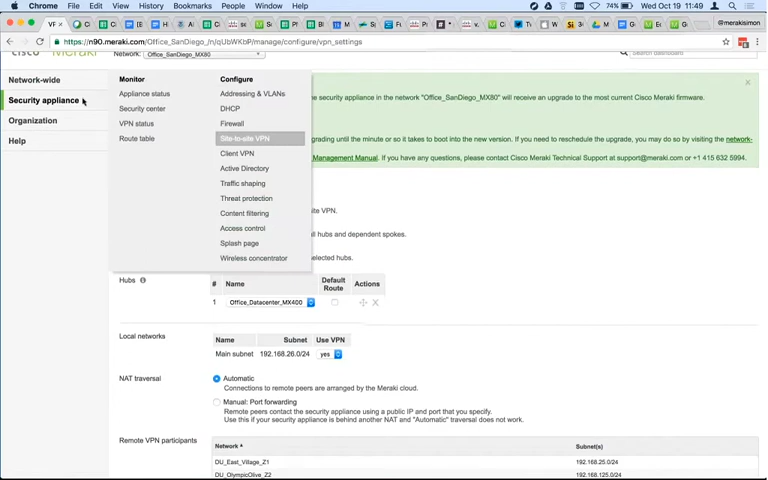 Chrome File Edit View History Bookmarks People Window Help 74% Wed Oct 19 11:49
@merakisimon
https://n90.meraki.com/Office_SanDiego_/n/qUbWKbP/manage/configure/vpn_settings
Cisco Meraki Network: Office_SanDiego_MX80 Search dashboard
Network-wide
Security appliance
Organization
Help
Monitor
Appliance status
Security center
VPN status
Route table
Configure
Addressing & VLANs
DHCP
Firewall
Site-to-site VPN
Client VPN
Active Directory
Traffic shaping
Threat protection
Content filtering
Access control
Splash page
Wireless concentrator
he security appliance in the network "Office_SanDiego_MX80" will receive an upgrade to the most current Cisco Meraki firmware.
grading until the minute or so it takes to boot into the new version. If you need to reschedule the upgrade, you may do so by visiting the network-
Management Manual. If you have any questions, please contact Cisco Meraki Technical Support at support@meraki.com or +1 415 632 5994.
site VPN.
ll hubs and dependent spokes.
elected hubs.
Hubs
# Name Default Route Actions
1 Office_Datacenter_MX400
Local networks
Name Subnet Use VPN
Main subnet 192.168.26.0/24 yes
NAT traversal
Automatic
Connections to remote peers are arranged by the Meraki cloud.
Manual: Port forwarding
Remote peers contact the security appliance using a public IP and port that you specify.
Use this if your security appliance is behind another NAT and "Automatic" traversal does not work.
Remote VPN participants
Network Subnet(s)
DU_East_Village_Z1 192.168.25.0/24
DU_OlympicOlive_Z2 192.168.125.0/24